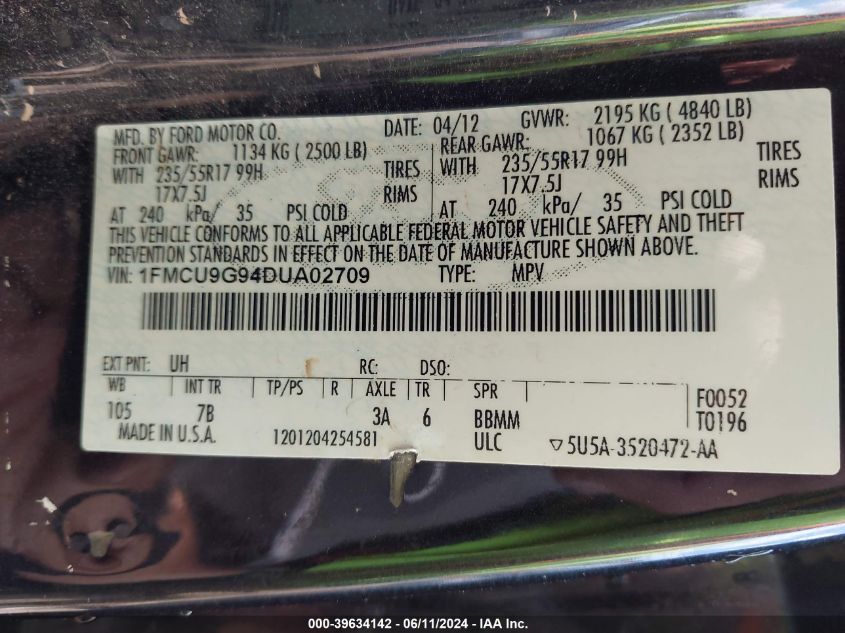 MFD. BY FORD MOTOR CO. DATE: 04/12 GVWR: 2195 KG ( 4840 LB)
FRONT GAWR: 1134 KG ( 2500 LB) REAR GAWR: 1067 KG ( 2352 LB)
WITH 235/55R17 99H TIRES WITH 235/55R17 99H TIRES
17X7.5J RIMS 17X7.5J RIMS
AT 240 kPa/ 35 PSI COLD AT 240 kPa/ 35 PSI COLD
THIS VEHICLE CONFORMS TO ALL APPLICABLE FEDERAL MOTOR VEHICLE SAFETY AND THEFT
PREVENTION STANDARDS IN EFFECT ON THE DATE OF MANUFACTURE SHOWN ABOVE.
VIN: 1FMCU9G94DUA02709 TYPE: MPV
EXT PNT: UH RC: DSO:
WB INT TR TP/PS R AXLE TR SPR F0052
105 7B 3A 6 BBMM T0196
MADE IN U.S.A. 1201204254581 ULC ▽5U5A-3520472-AA
000-39634142 - 06/11/2024 - IAA Inc.